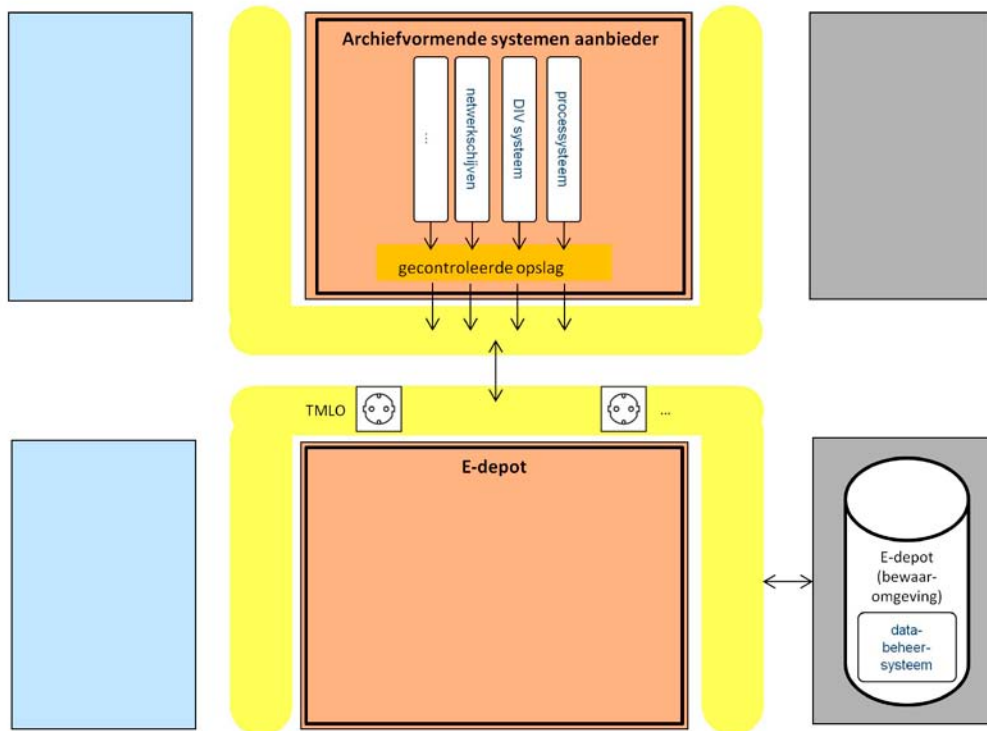 Archiefvormende systemen aanbieder
...
netwerkschijven
DIV systeem
processysteem
gecontroleerde opslag
TMLO
...
E-depot
E-depot
(bewaar-
omgeving)
data-
beheer-
systeem